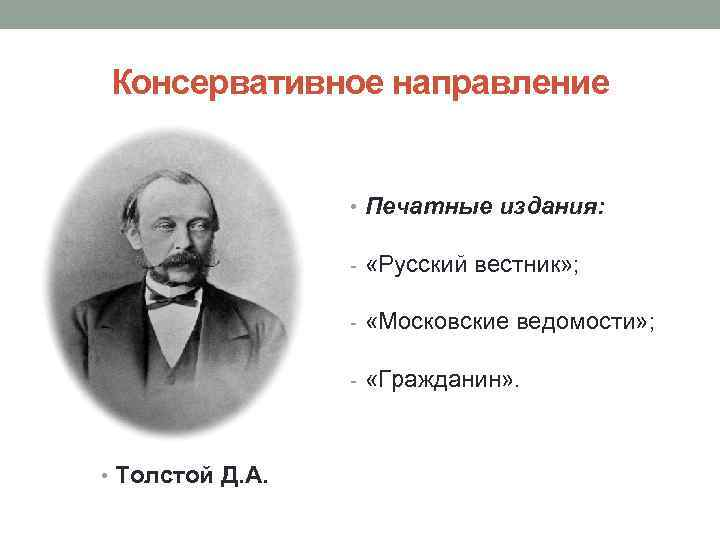 Консервативное направление
• Печатные издания:
- «Русский вестник» ;
- «Московские ведомости» ;
- «Гражданин» .
• Толстой Д.А.